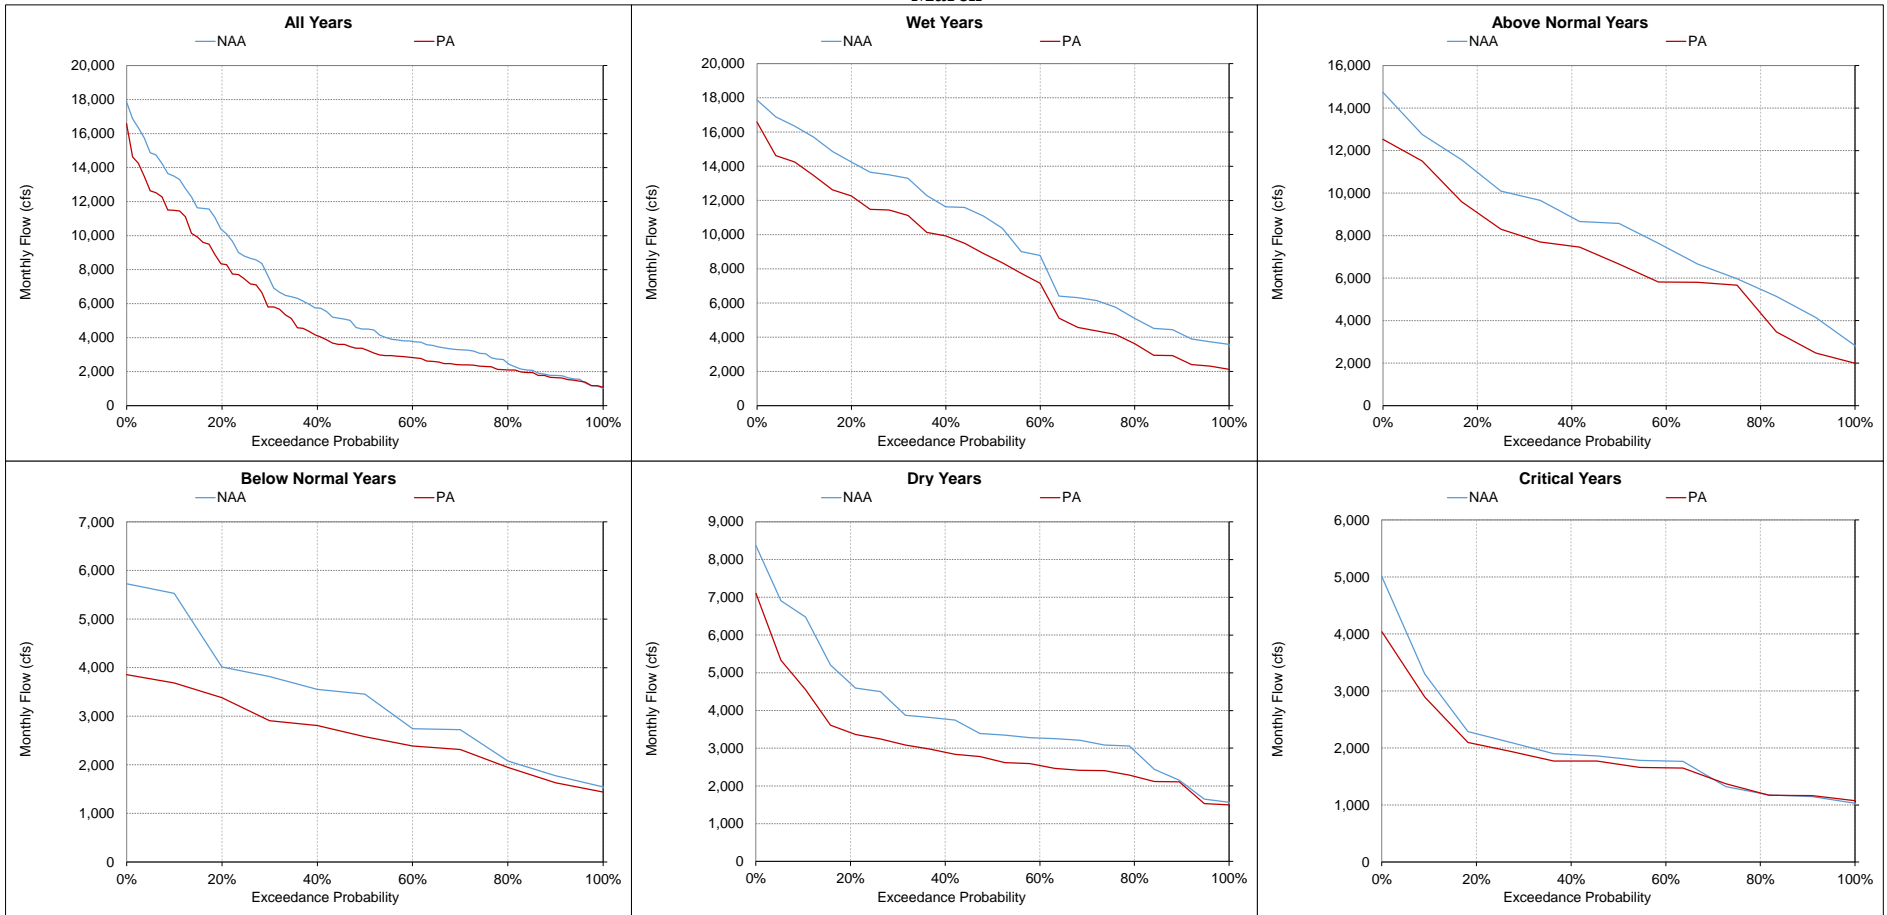 All Years
NAA PA
20,000
18,000
16,000
14,000
12,000
10,000
8,000
6,000
4,000
2,000
0
Monthly Flow (cfs)
0% 20% 40% 60% 80% 100%
Exceedance Probability
Wet Years
NAA PA
20,000
18,000
16,000
14,000
12,000
10,000
8,000
6,000
4,000
2,000
0
Monthly Flow (cfs)
0% 20% 40% 60% 80% 100%
Exceedance Probability
Above Normal Years
NAA PA
16,000
14,000
12,000
10,000
8,000
6,000
4,000
2,000
0
Monthly Flow (cfs)
0% 20% 40% 60% 80% 100%
Exceedance Probability
Below Normal Years
NAA PA
7,000
6,000
5,000
4,000
3,000
2,000
1,000
0
Monthly Flow (cfs)
0% 20% 40% 60% 80% 100%
Exceedance Probability
Dry Years
NAA PA
9,000
8,000
7,000
6,000
5,000
4,000
3,000
2,000
1,000
0
Monthly Flow (cfs)
0% 20% 40% 60% 80% 100%
Exceedance Probability
Critical Years
NAA PA
6,000
5,000
4,000
3,000
2,000
1,000
0
Monthly Flow (cfs)
0% 20% 40% 60% 80% 100%
Exceedance Probability